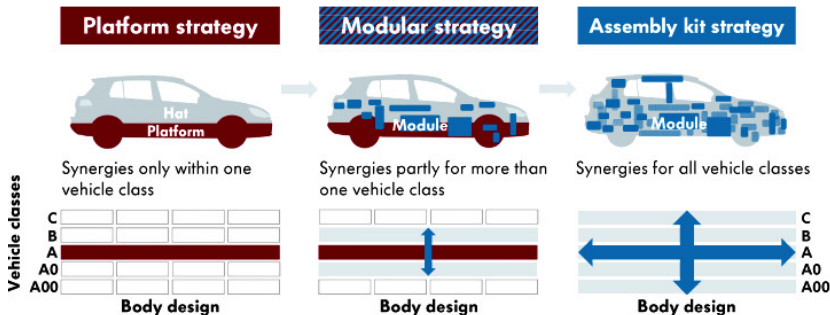 Platform strategy
Modular strategy
Assembly kit strategy
Hat
Platform
Module
Module
Synergies only within one
vehicle class
Synergies partly for more than
one vehicle class
Synergies for all vehicle classes
Vehicle classes
C
B
A
A0
A00
Body design
Body design
C
B
A
A0
A00
Body design